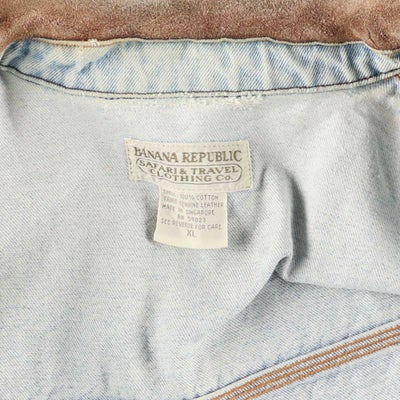 BANANA REPUBLIC
SAFARI & TRAVEL
CLOTHING Co.
SHELL 100% COTTON
TRIM GENUINE LEATHER
MADE IN SINGAPORE
RN 59023
SEE REVERSE FOR CARE
XL